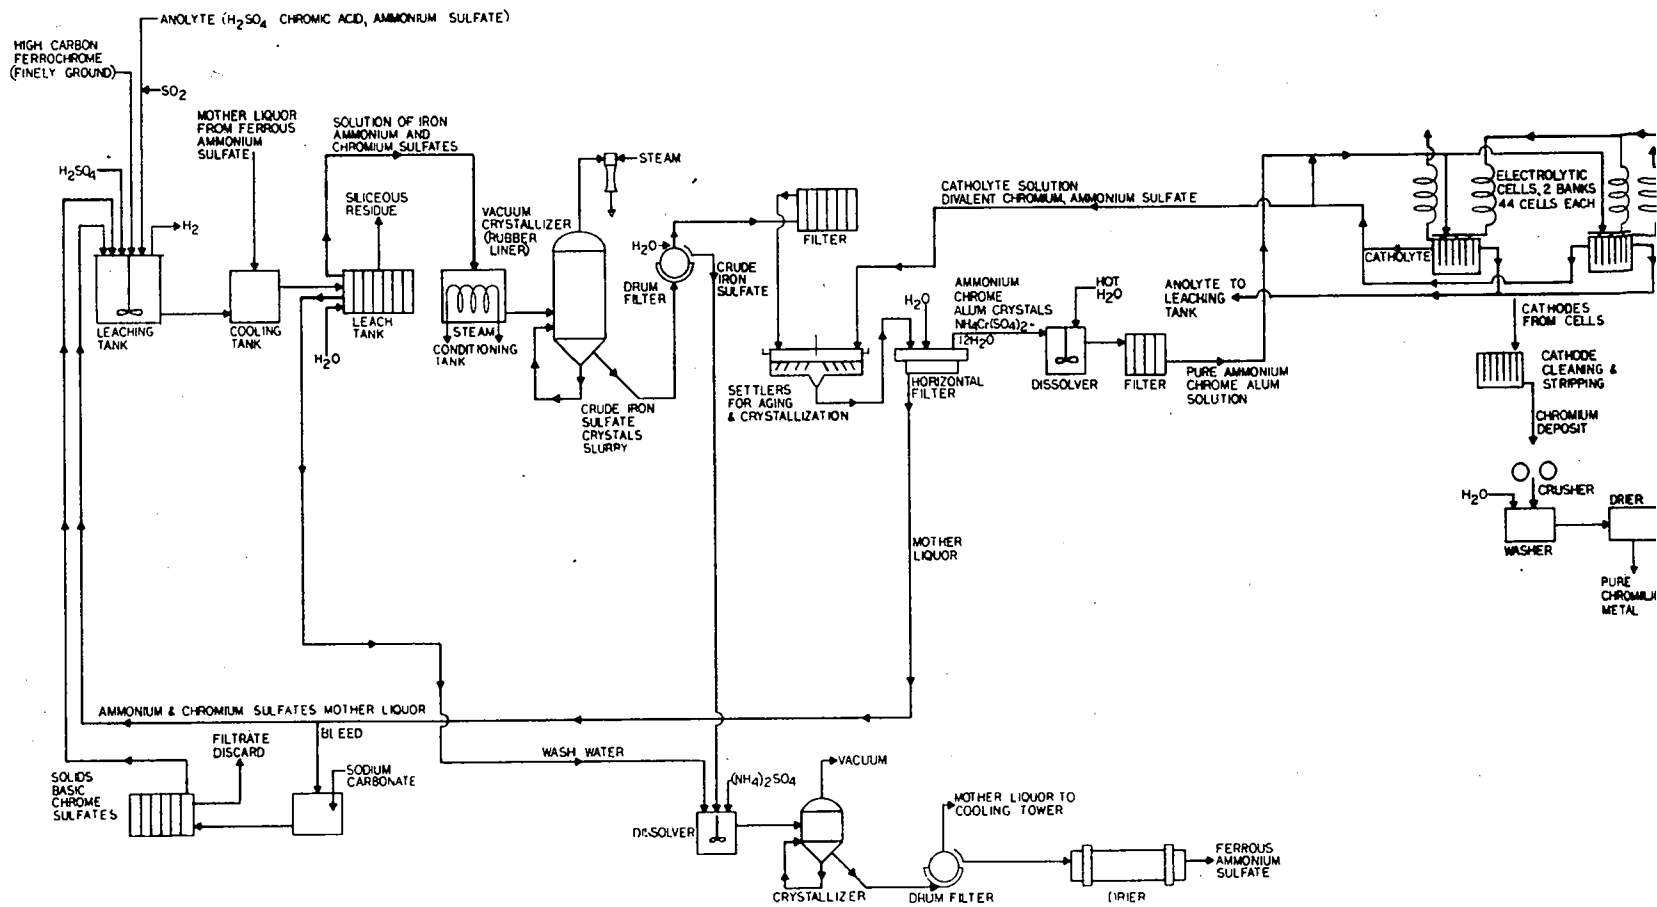 ANOLYTE (H2SO4 CHROMIC ACID, AMMONIUM SULFATE)
HIGH CARBON
FERROCHROME
(FINELY GROUND)
SO2
MOTHER LIQUOR
FROM FERROUS
AMMONIUM
SULFATE
SOLUTION OF IRON
AMMONIUM AND
CHROMIUM SULFATES
H2SO4
SILICEOUS
RESIDUE
H2
LEACHING
TANK
COOLING
TANK
LEACH
TANK
H2O
VACUUM
CRYSTALLIZER
(RUBBER
LINER)
STEAM
STEAM
CONDITIONING
TANK
CRUDE IRON
SULFATE
CRYSTALS
SLURRY
H2O
DRUM
FILTER
CRUDE
IRON
SULFATE
FILTER
CATHOLYTE SOLUTION
DIVALENT CHROMIUM, AMMONIUM SULFATE
SETTLERS
FOR AGING
& CRYSTALLIZATION
H2O
HORIZONTAL
FILTER
AMMONIUM
CHROME
ALUM CRYSTALS
NH4Cr(SO4)2-
12H2O
HOT
H2O
DISSOLVER
FILTER
PURE AMMONIUM
CHROME ALUM
SOLUTION
ELECTROLYTIC
CELLS, 2 BANKS
44 CELLS EACH
CATHOLYTE
ANOLYTE TO
LEACHING
TANK
CATHODES
FROM CELLS
CATHODE
CLEANING &
STRIPPING
CHROMIUM
DEPOSIT
H2O
CRUSHER
WASHER
DRIER
PURE
CHROMIU
METAL
MOTHER
LIQUOR
AMMONIUM & CHROMIUM SULFATES MOTHER LIQUOR
BLEED
FILTRATE
DISCARD
SODIUM
CARBONATE
SOLIDS
BASIC
CHROME
SULFATES
WASH WATER
(NH4)2SO4
DISSOLVER
VACUUM
CRYSTALLIZER
MOTHER LIQUOR TO
COOLING TOWER
DRUM FILTER
DRIER
FERROUS
AMMONIUM
SULFATE